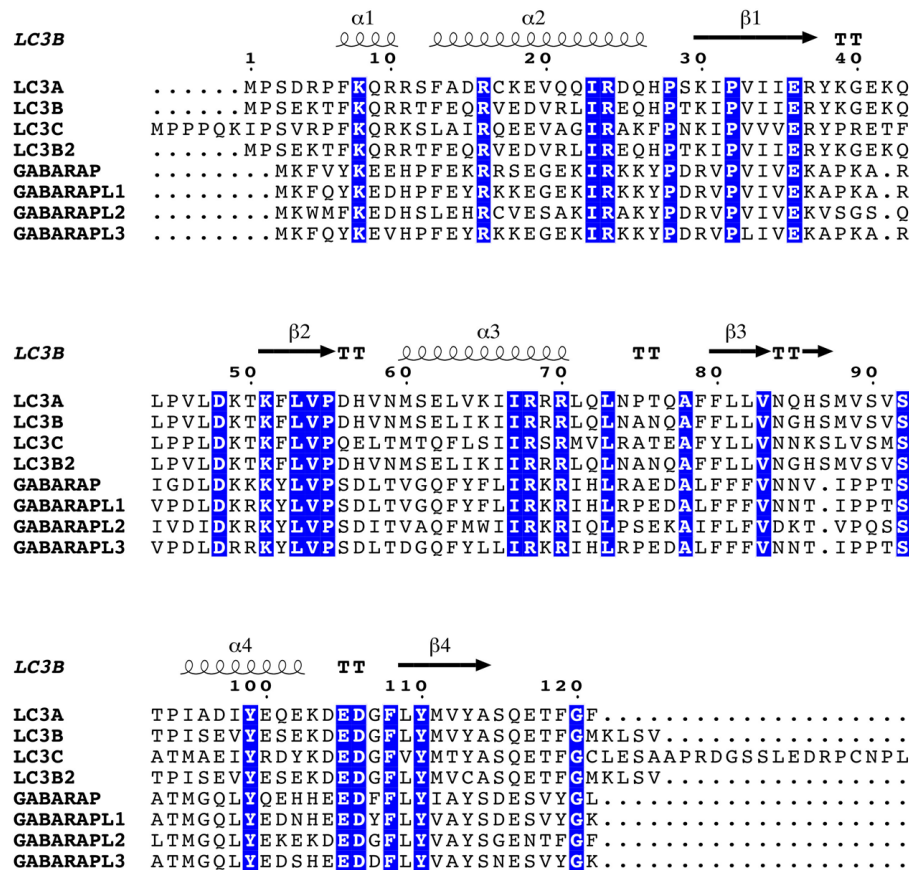 α1 α2 β1
LC3B TT
1 10 20 30 40
LC3A ......MPSDRPFKQRRSFADRCKEVQQIRDQHPSKIPVIIERYKGEKQ
LC3B ......MPSEKTFKQRRTFEQRVEDVRLIREQHPTKIPVIIERYKGEKQ
LC3C MPPPQKIPSVRPFKQRKSLAIRQEEVAGIRAKFPNKIPVVVERYPRETF
LC3B2 ......MPSEKTFKQRRTFEQRVEDVRLIREQHPTKIPVIIERYKGEKQ
GABARAP ........MKFVYKEEHPFEKRRSEGEKIRKKYPDRVPVIVEKAPKA.R
GABARAPL1 ........MKFQYKEDHPFEYRKKEGEKIRKKYPDRVPVIVEKAPKA.R
GABARAPL2 ........MKWMFKEDHSLEHRCVESAKIRAKYPDRVPVIVEKVSGS.Q
GABARAPL3 ........MKFQYKEVHPFEYRKKEGEKIRKKYPDRVPLIVEKAPKA.R
β2 α3 β3
LC3B TT TT TT
50 60 70 80 90
LC3A LPVLDKTKFLVPDHVNMSELVKIIRRRLQLNPTQAFFLLVNQHSMVSVS
LC3B LPVLDKTKFLVPDHVNMSELIKIIRRRLQLNANQAFFLLVNGHSMVSVS
LC3C LPPLDKTKFLVPQELTMTQFLSIIRSRMVLRATEAFYLLVNNKSLVSMS
LC3B2 LPVLDKTKFLVPDHVNMSELIKIIRRRLQLNANQAFFLLVNGHSMVSVS
GABARAP IGDLDKKKYLVPSDLTVGQFYFLIRKRIHLRAEDALFFFVNNV.IPPTS
GABARAPL1 VPDLDKRKYLVPSDLTVGQFYFLIRKRIHLRPEDALFFFVNNT.IPPTS
GABARAPL2 IVDIDKRKYLVPSDITVAQFMWIIRKRIQLPSEKAIFLFVDKT.VPQSS
GABARAPL3 VPDLDRRKYLVPSDLTDGQFYLLIRKRIHLRPEDALFFFVNNT.IPPTS
α4 β4
LC3B TT
100 110 120
LC3A TPIADIYEQEKDEDGFLYMVYASQETFGF....................
LC3B TPISEVYESEKDEDGFLYMVYASQETFGMKLSV................
LC3C ATMAEIYRDYKDEDGFVYMTYASQETFGCLESAAPRDGSSLEDRPCNPL
LC3B2 TPISEVYESEKDEDGFLYMVCASQETFGMKLSV................
GABARAP ATMGQLYQEHHEEDFFLYIAYSDESVYGL....................
GABARAPL1 ATMGQLYEDNHEEDYFLYVAYSDESVYGK....................
GABARAPL2 LTMGQLYEKEKDEDGFLYVAYSGENTFGF....................
GABARAPL3 ATMGQLYEDSHEEDDFLYVAYSNESVYGK....................